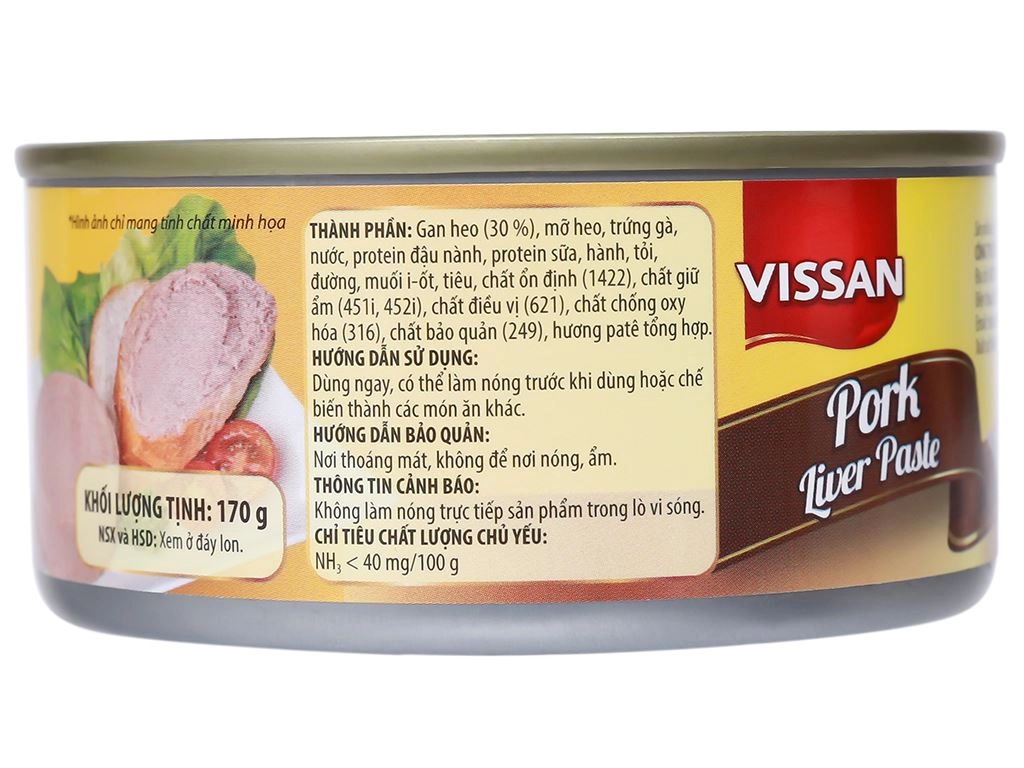 *Hình ảnh chỉ mang tính chất minh họa
KHỐI LƯỢNG TỊNH: 170 g
NSX và HSD: Xem ở đáy lon.
THÀNH PHẦN: Gan heo (30 %), mỡ heo, trứng gà,
nước, protein đậu nành, protein sữa, hành, tỏi,
đường, muối i-ốt, tiêu, chất ổn định (1422), chất giữ
ẩm (451i, 452i), chất điều vị (621), chất chống oxy
hóa (316), chất bảo quản (249), hương patê tổng hợp.
HƯỚNG DẪN SỬ DỤNG:
Dùng ngay, có thể làm nóng trước khi dùng hoặc chế
biến thành các món ăn khác.
HƯỚNG DẪN BẢO QUẢN:
Nơi thoáng mát, không để nơi nóng, ẩm.
THÔNG TIN CẢNH BÁO:
Không làm nóng trực tiếp sản phẩm trong lò vi sóng.
CHỈ TIÊU CHẤT LƯỢNG CHỦ YẾU:
NH₃ < 40 mg/100 g
VISSAN
Pork
Liver Paste